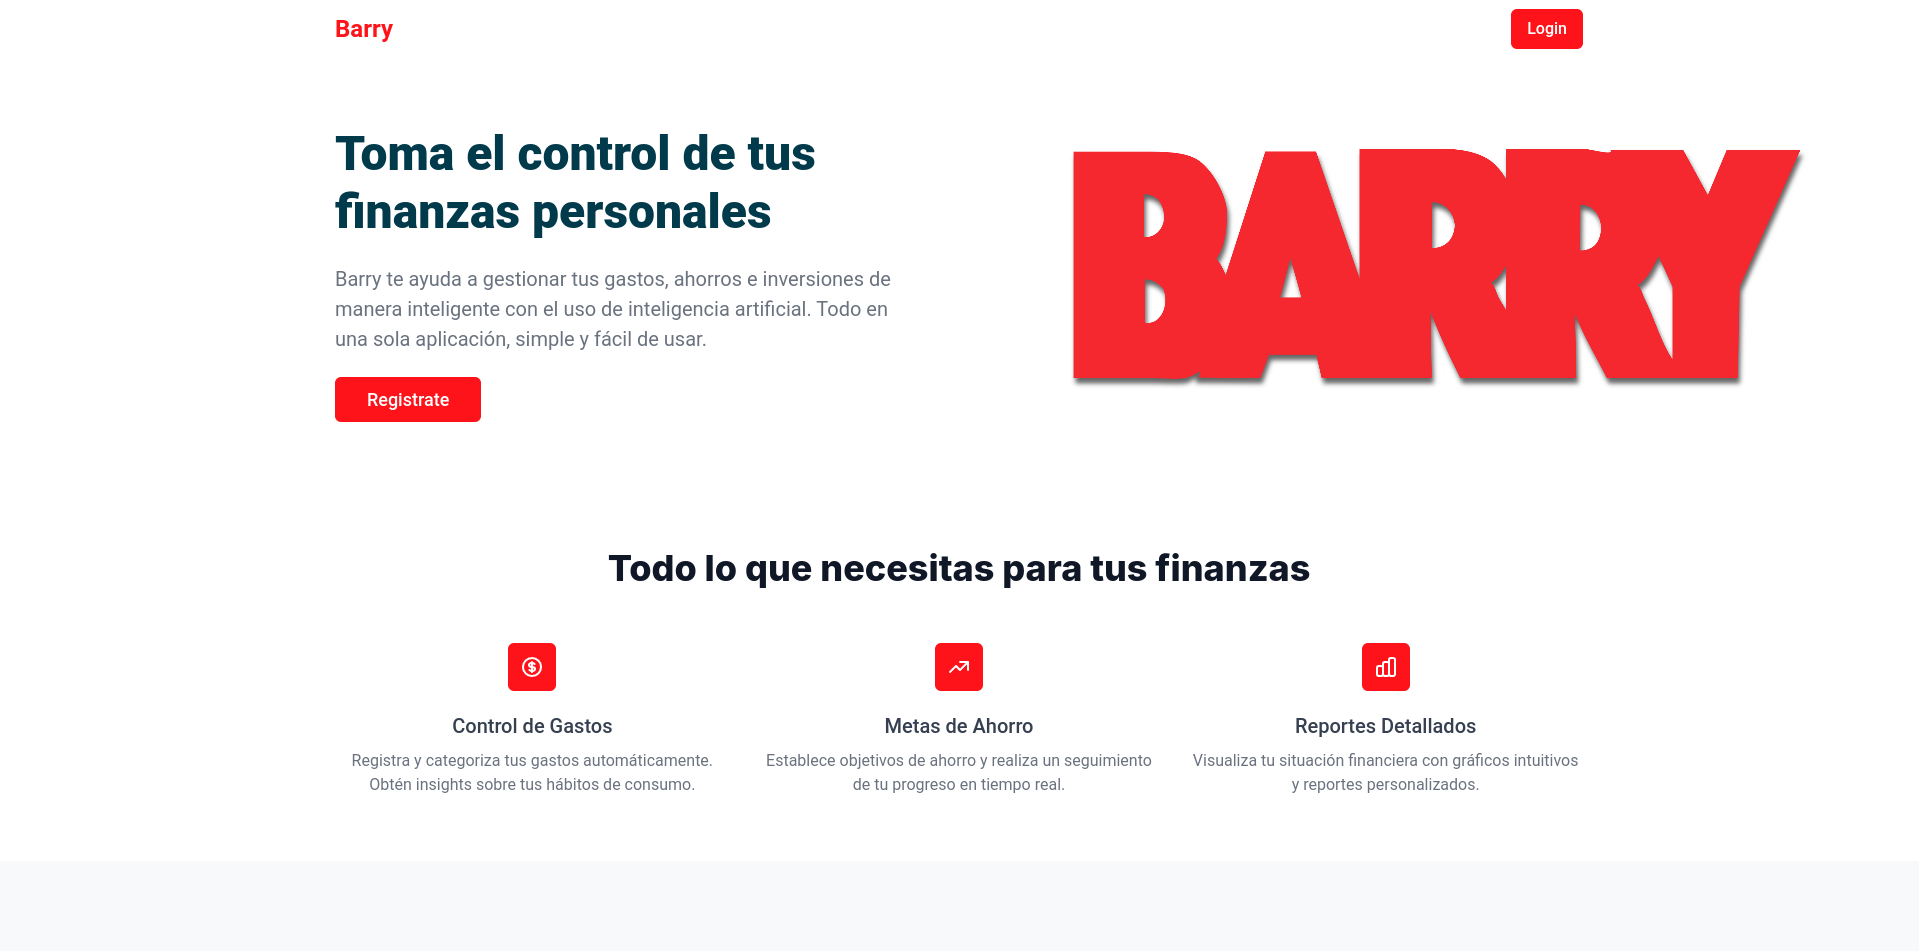 Barry
Login
Toma el control de tus
finanzas personales
Barry te ayuda a gestionar tus gastos, ahorros e inversiones de
manera inteligente con el uso de inteligencia artificial. Todo en
una sola aplicación, simple y fácil de usar.
Registrate
BARRY
Todo lo que necesitas para tus finanzas
Control de Gastos
Registra y categoriza tus gastos automáticamente.
Obtén insights sobre tus hábitos de consumo.
Metas de Ahorro
Establece objetivos de ahorro y realiza un seguimiento
de tu progreso en tiempo real.
Reportes Detallados
Visualiza tu situación financiera con gráficos intuitivos
y reportes personalizados.